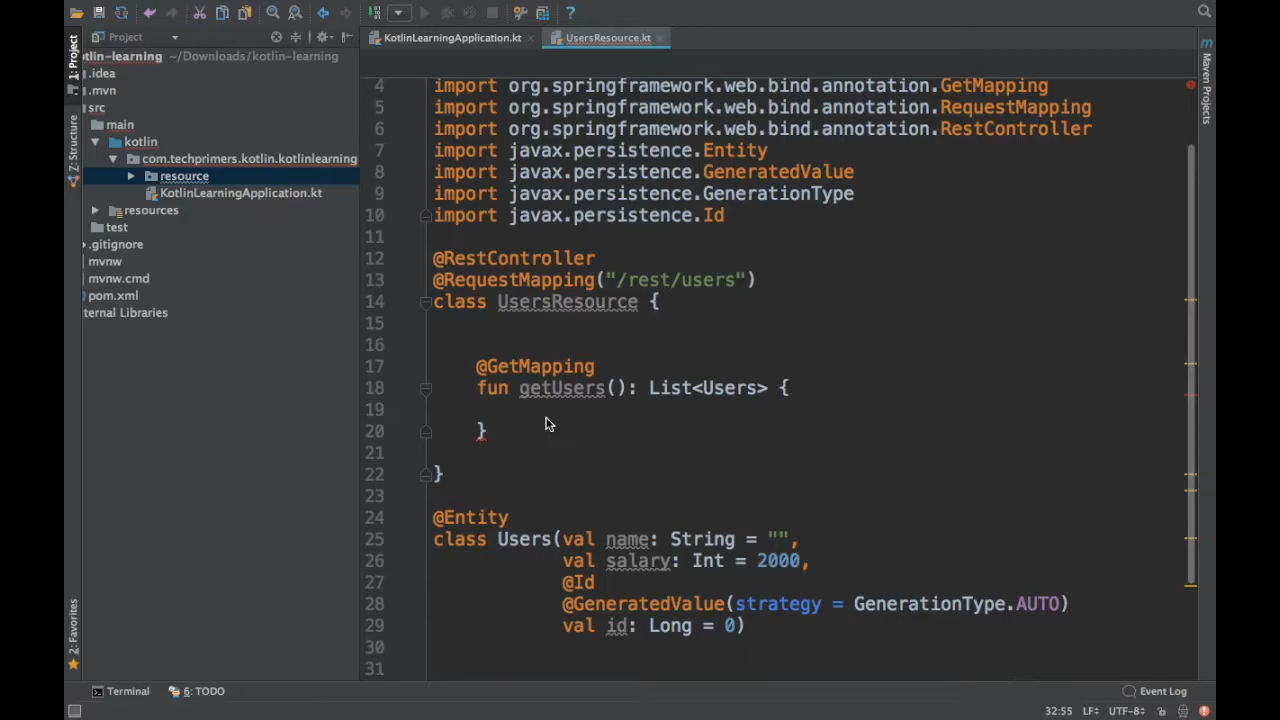 Project
KotlinLearningApplication.kt
UsersResource.kt
1: Project
Z: Structure
2: Favorites
Maven Projects
tlin-learning ~/Downloads/kotlin-learning
.idea
.mvn
src
main
kotlin
com.techprimers.kotlin.kotlinlearning
resource
KotlinLearningApplication.kt
resources
test
.gitignore
mvnw
mvnw.cmd
pom.xml
ternal Libraries
4 import org.springframework.web.bind.annotation.GetMapping
5 import org.springframework.web.bind.annotation.RequestMapping
6 import org.springframework.web.bind.annotation.RestController
7 import javax.persistence.Entity
8 import javax.persistence.GeneratedValue
9 import javax.persistence.GenerationType
10 import javax.persistence.Id
11
12 @RestController
13 @RequestMapping("/rest/users")
14 class UsersResource {
15
16
17 @GetMapping
18 fun getUsers(): List<Users> {
19
20 }
21
22 }
23
24 @Entity
25 class Users(val name: String = "",
26 val salary: Int = 2000,
27 @Id
28 @GeneratedValue(strategy = GenerationType.AUTO)
29 val id: Long = 0)
30
31
Terminal
6: TODO
Event Log
32:55 LF÷ UTF-8÷